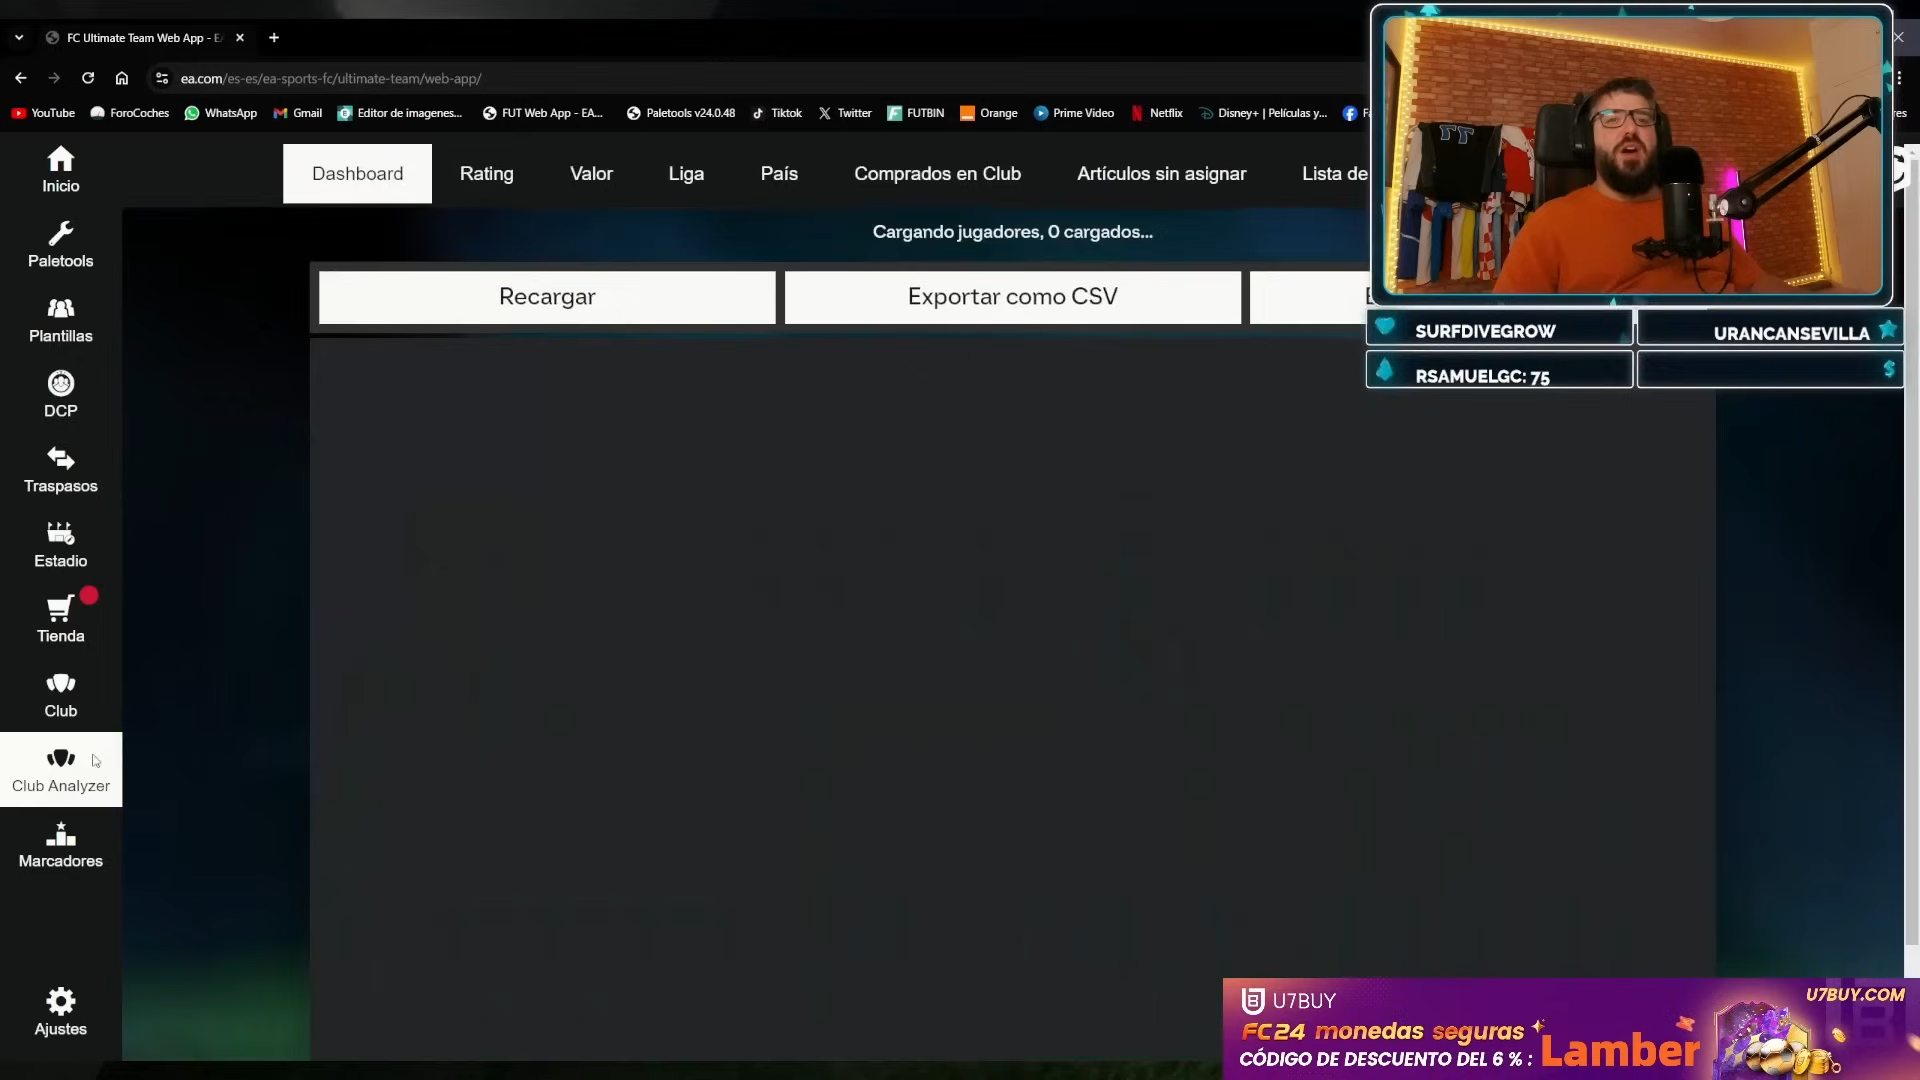 FC Ultimate Team Web App - E
ea.com/es-es/ea-sports-fc/ultimate-team/web-app/
YouTube
ForoCoches
WhatsApp
Gmail
Editor de imagenes...
FUT Web App - EA...
Paletools v24.0.48
Tiktok
Twitter
FUTBIN
Orange
Prime Video
Netflix
Disney+ | Películas y...
Inicio
Paletools
Plantillas
DCP
Traspasos
Estadio
Tienda
Club
Club Analyzer
Marcadores
Ajustes
Dashboard
Rating
Valor
Liga
País
Comprados en Club
Artículos sin asignar
Lista de
Cargando jugadores, 0 cargados...
Recargar
Exportar como CSV
SURFDIVEGROW
URANCANSEVILLA
RSAMUELGC: 75
$
U7BUY
U7BUY.COM
FC24 monedas seguras
CÓDIGO DE DESCUENTO DEL 6 % : Lamber